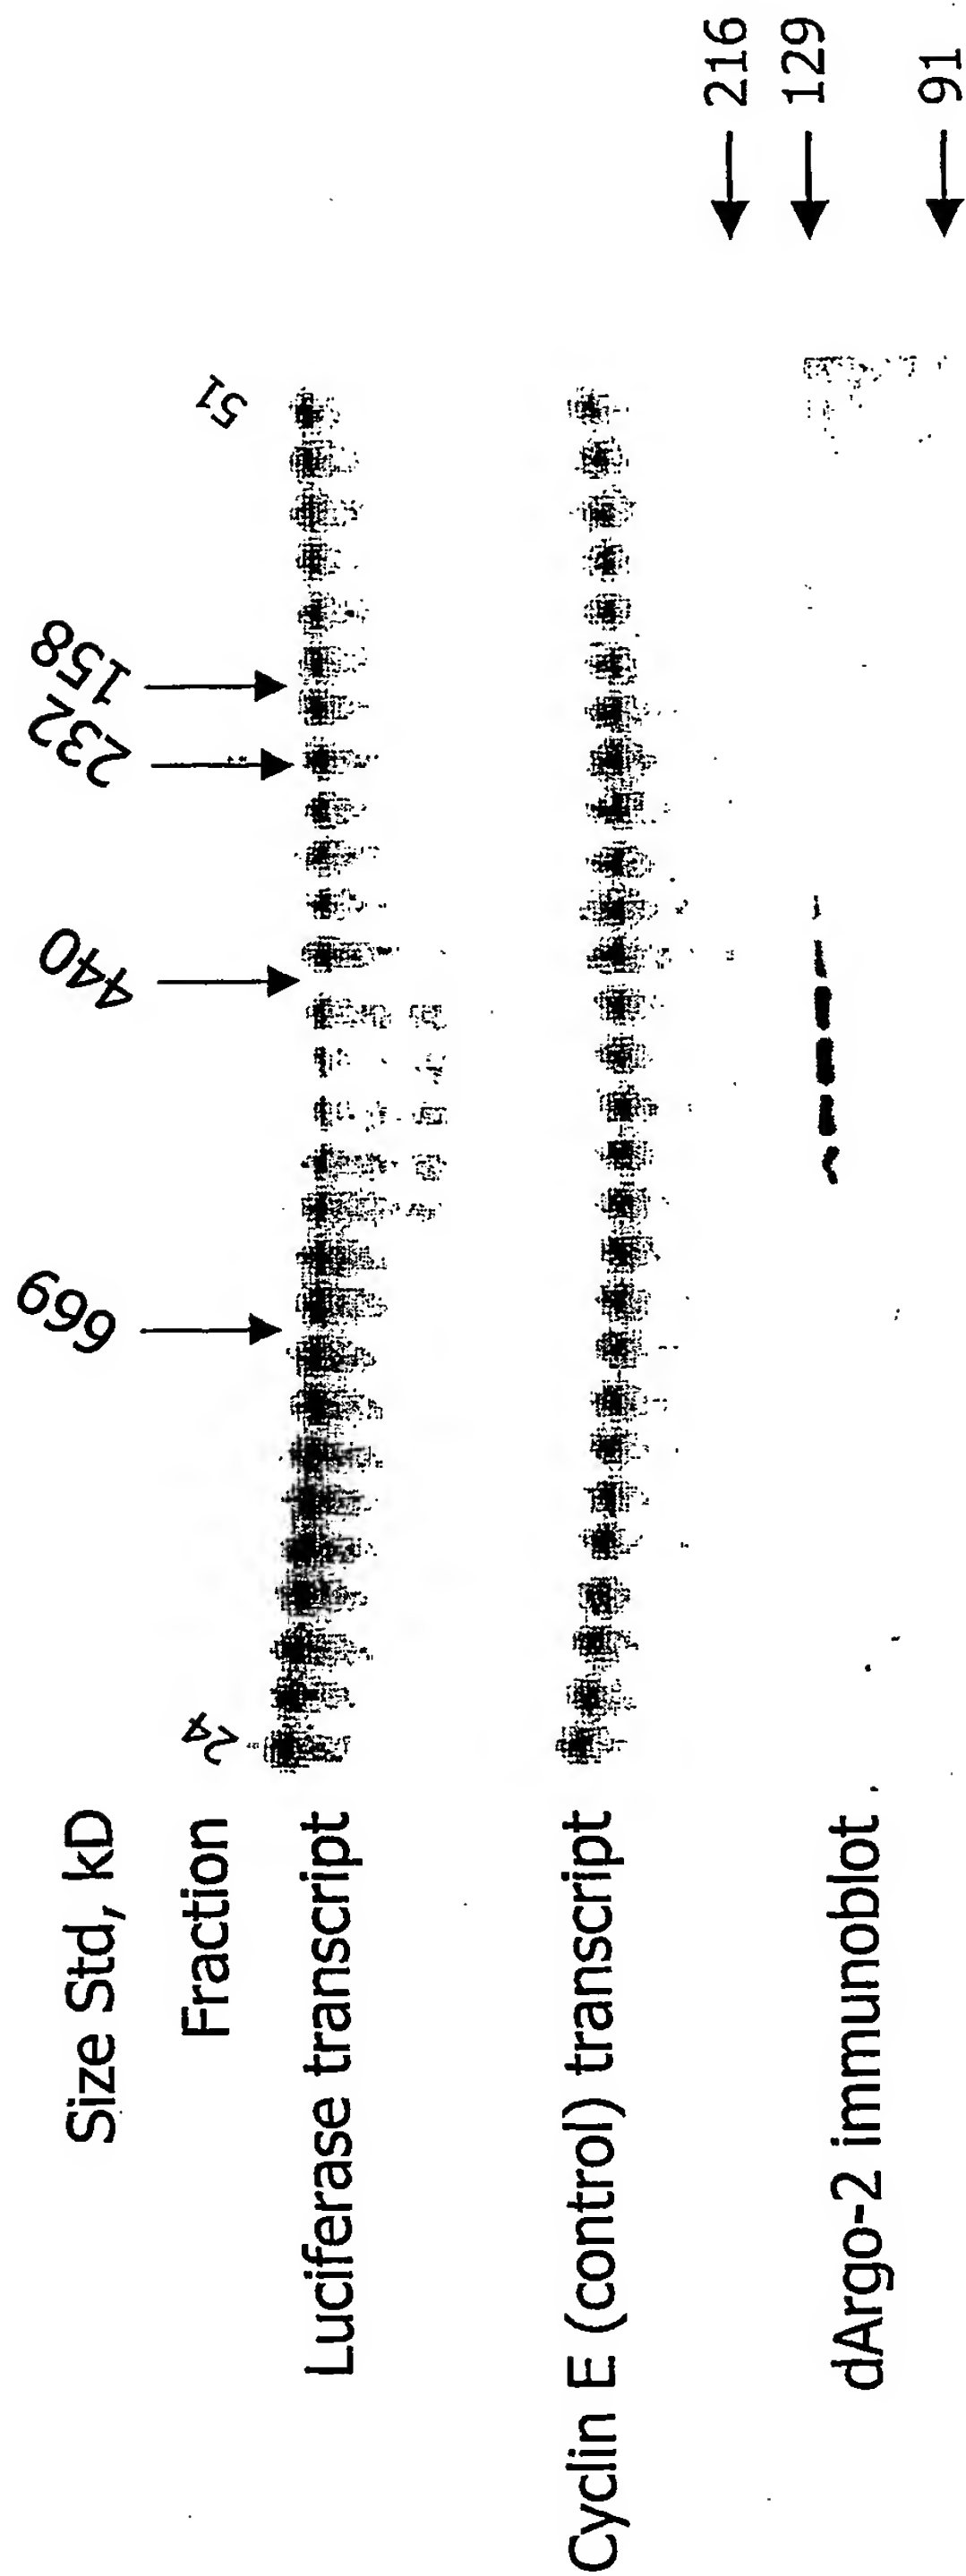 Size Std, kD
669
440
232
158
Fraction
24
51
Luciferase transcript
Cyclin E (control) transcript
dArgo-2 immunoblot
216
129
91